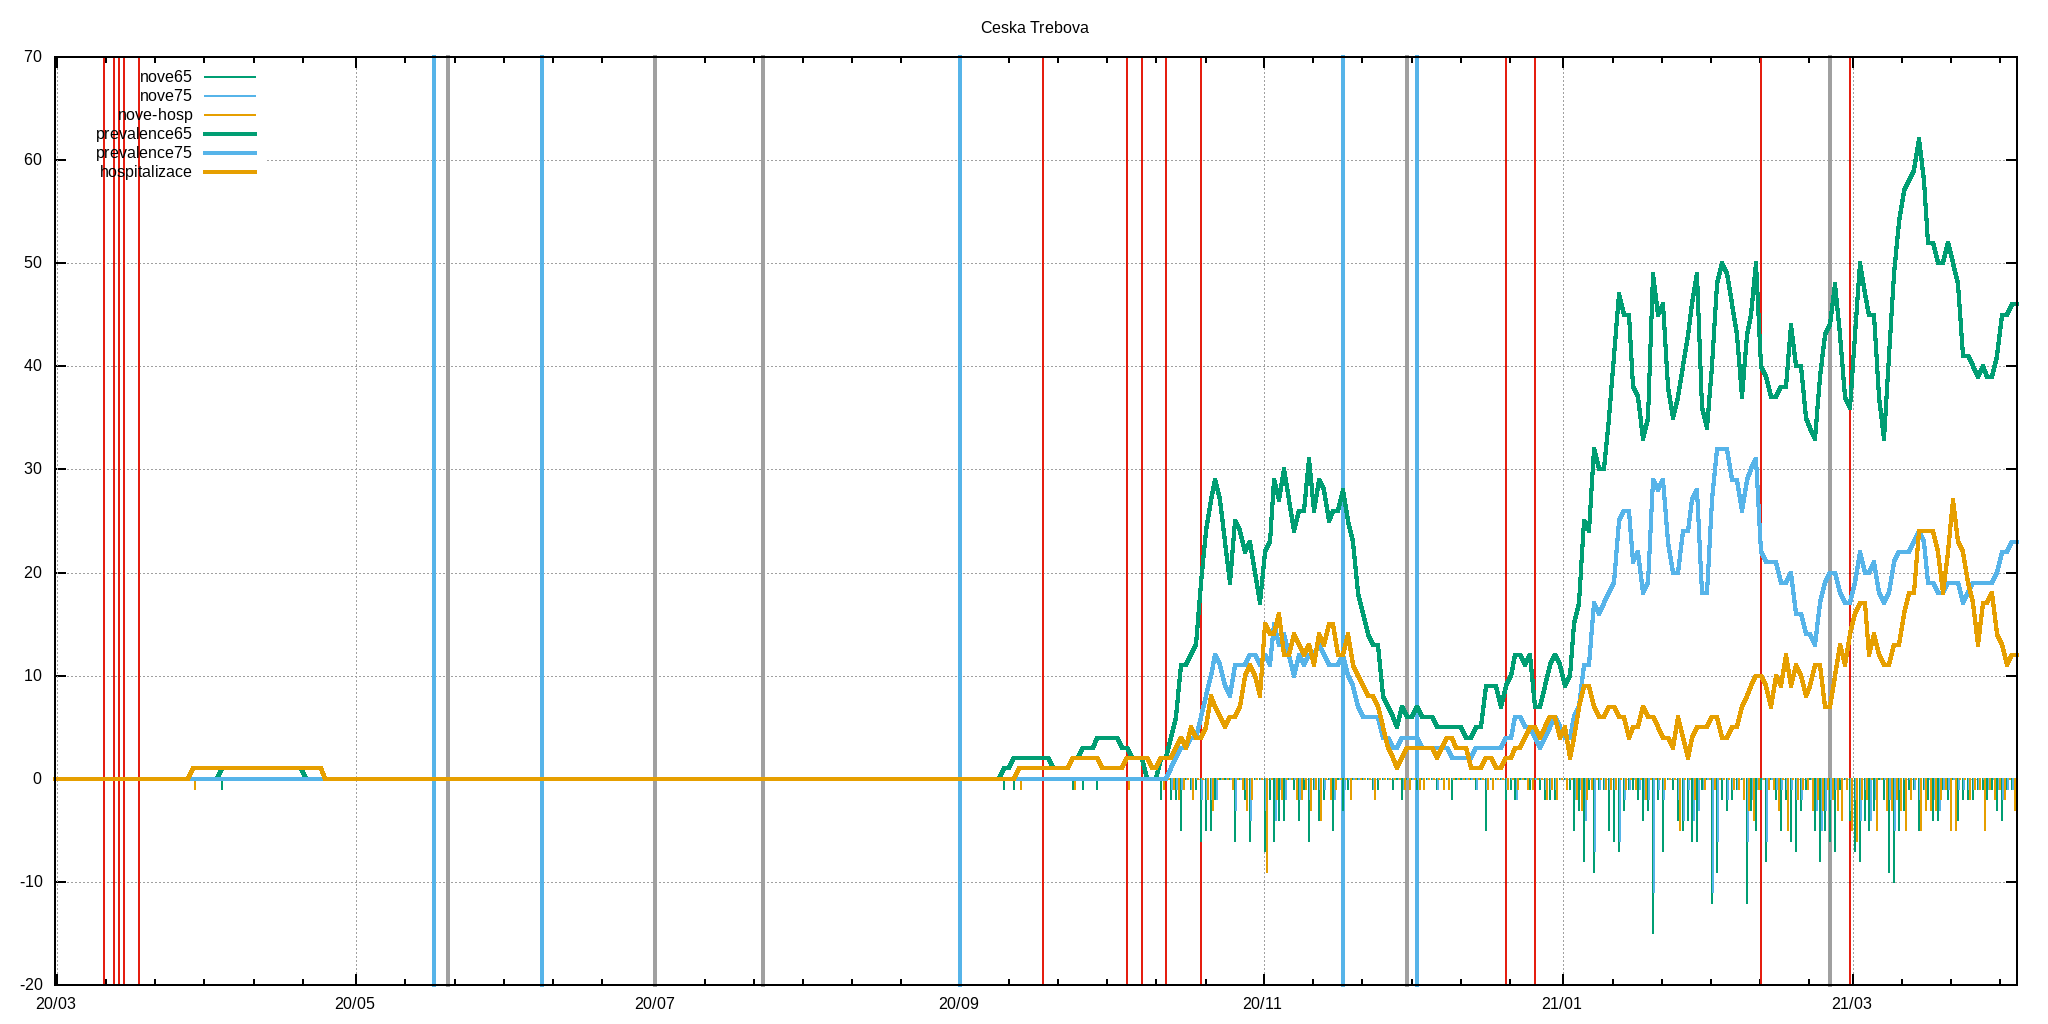 Ceska Trebova
70
60
50
40
30
20
10
0
-10
-20
nove65
nove75
nove-hosp
prevalence65
prevalence75
hospitalizace
20/03 20/05 20/07 20/09 20/11 21/01 21/03